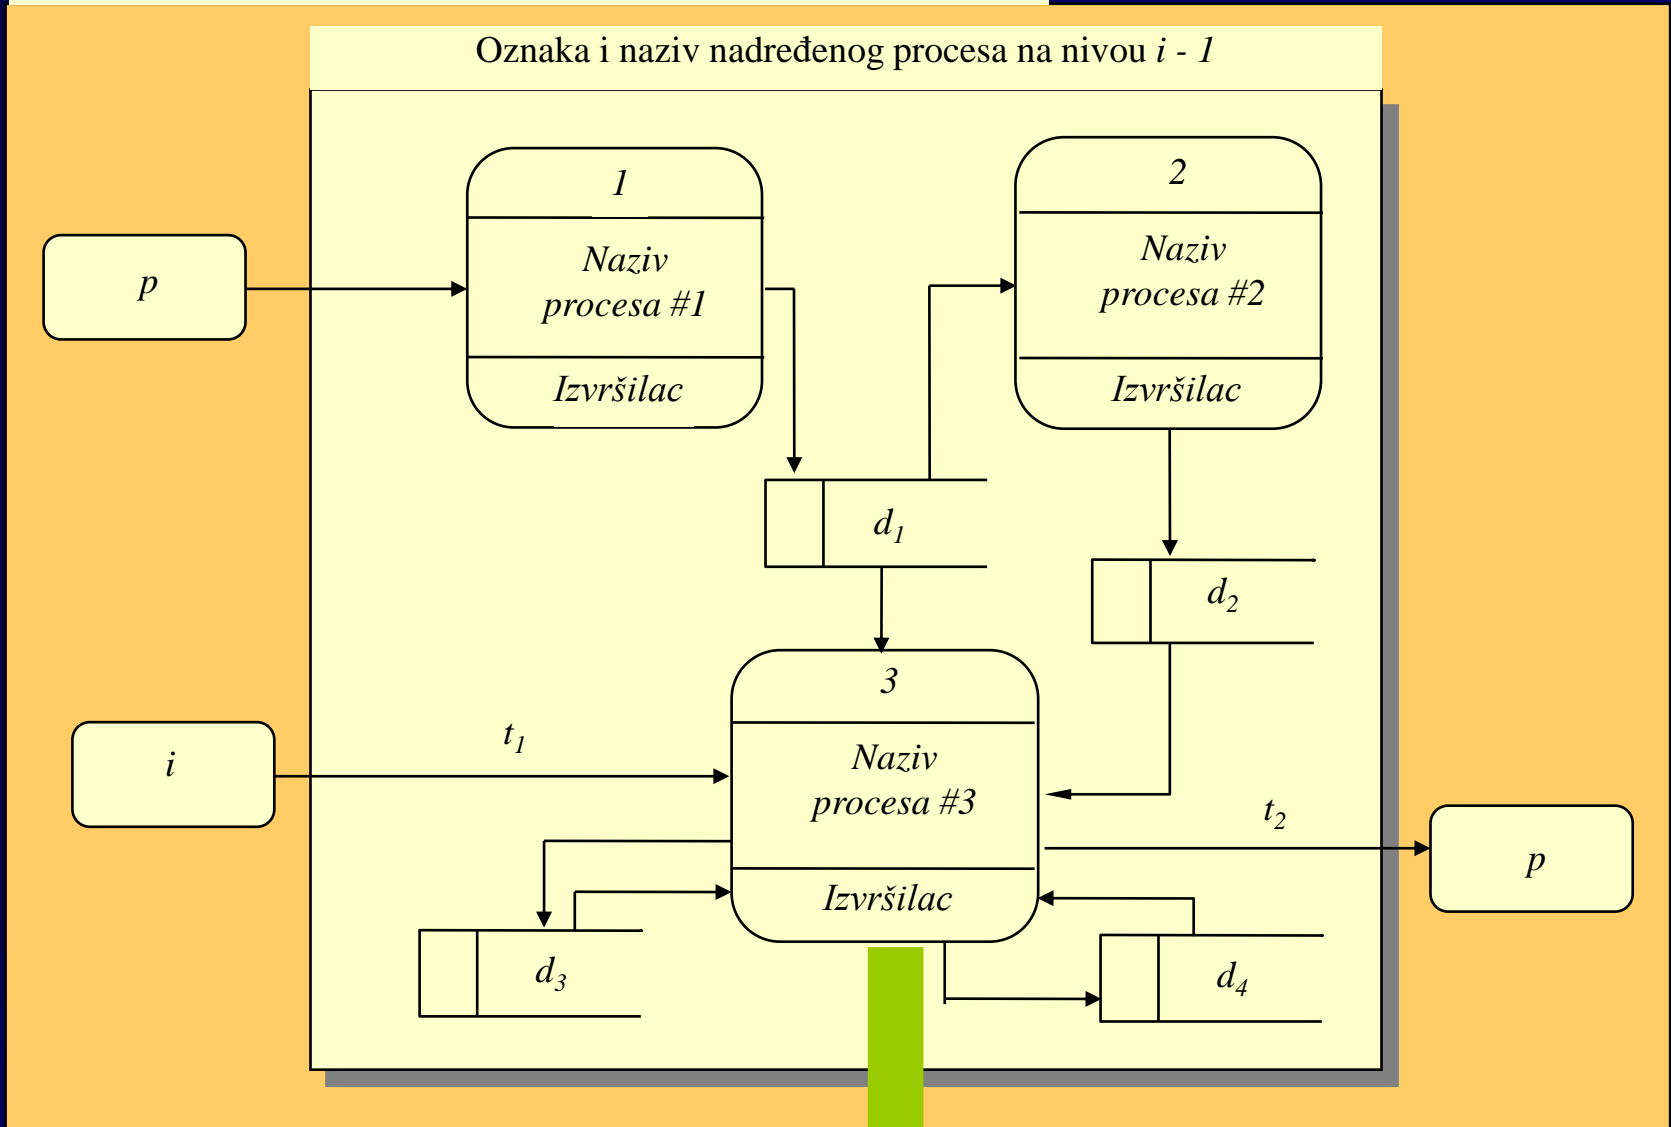 Oznaka i naziv nadređenog procesa na nivou i - 1
1
Naziv
procesa #1
Izvršilac
2
Naziv
procesa #2
Izvršilac
p
d1
d2
3
Naziv
procesa #3
Izvršilac
i
t1
t2
p
d3
d4